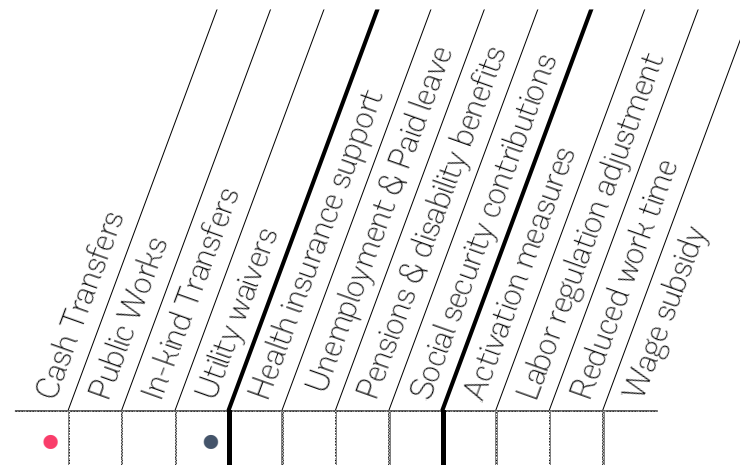 Cash Transfers
Public Works
In-kind Transfers
Utility waivers
Health insurance support
Unemployment & Paid leave
Pensions & disability benefits
Social security contributions
Activation measures
Labor regulation adjustment
Reduced work time
Wage subsidy